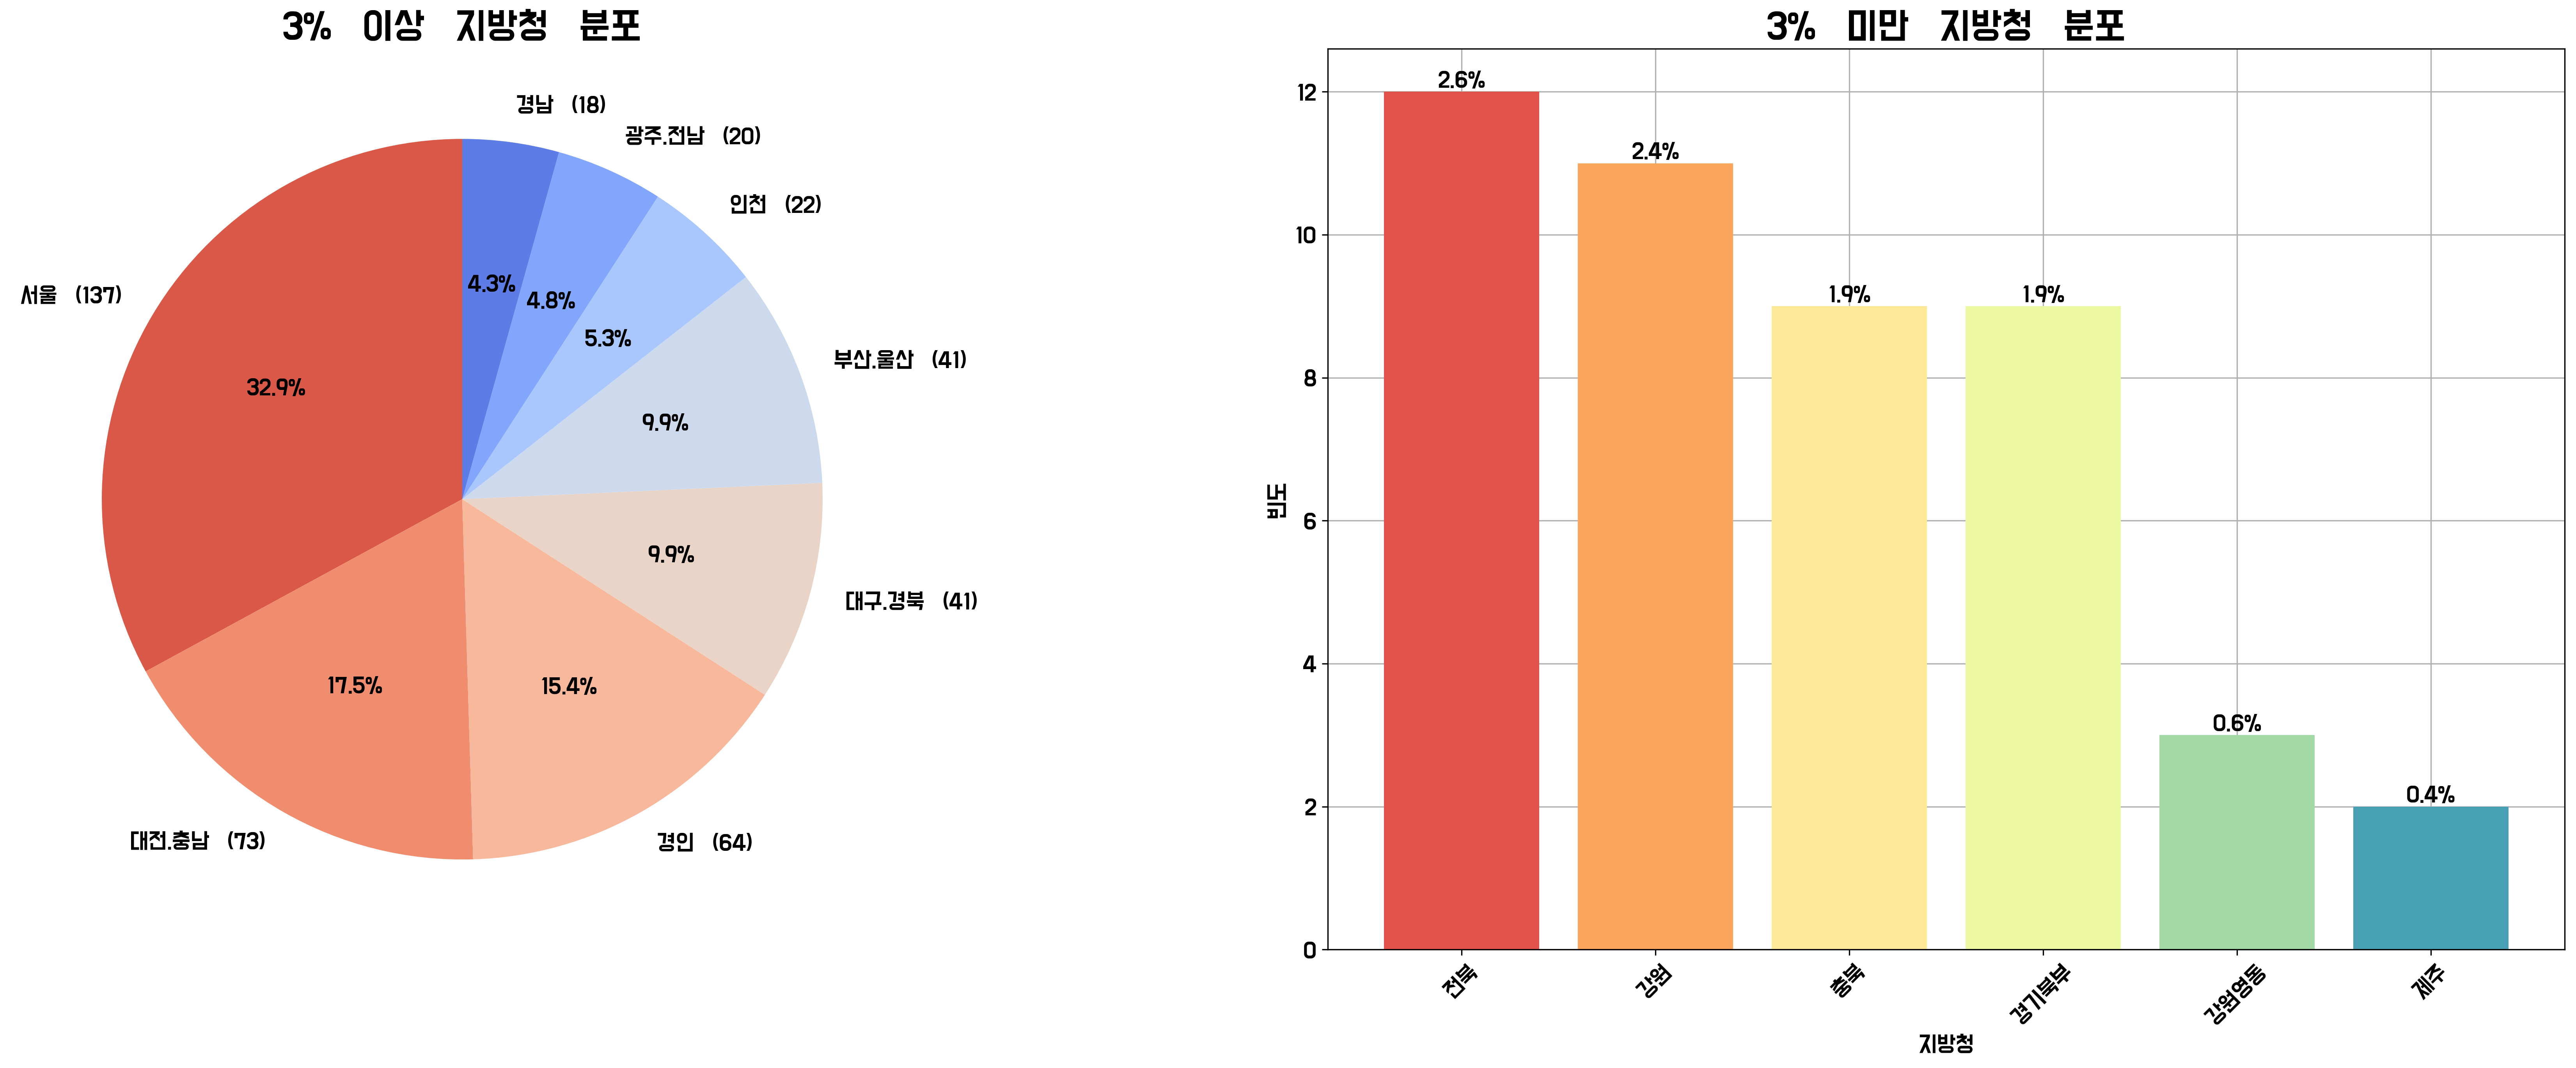 3% 이상 지방청 분포
경남 (18)
광주.전남 (20)
인천 (22)
부산.울산 (41)
대구.경북 (41)
경인 (64)
대전.충남 (73)
서울 (137)
4.3%
4.8%
5.3%
9.9%
9.9%
15.4%
17.5%
32.9%
3% 미만 지방청 분포
빈도
12
10
8
6
4
2
0
2.6%
2.4%
1.9%
1.9%
0.6%
0.4%
전북
강원
충북
경기북부
강원영동
제주
지방청